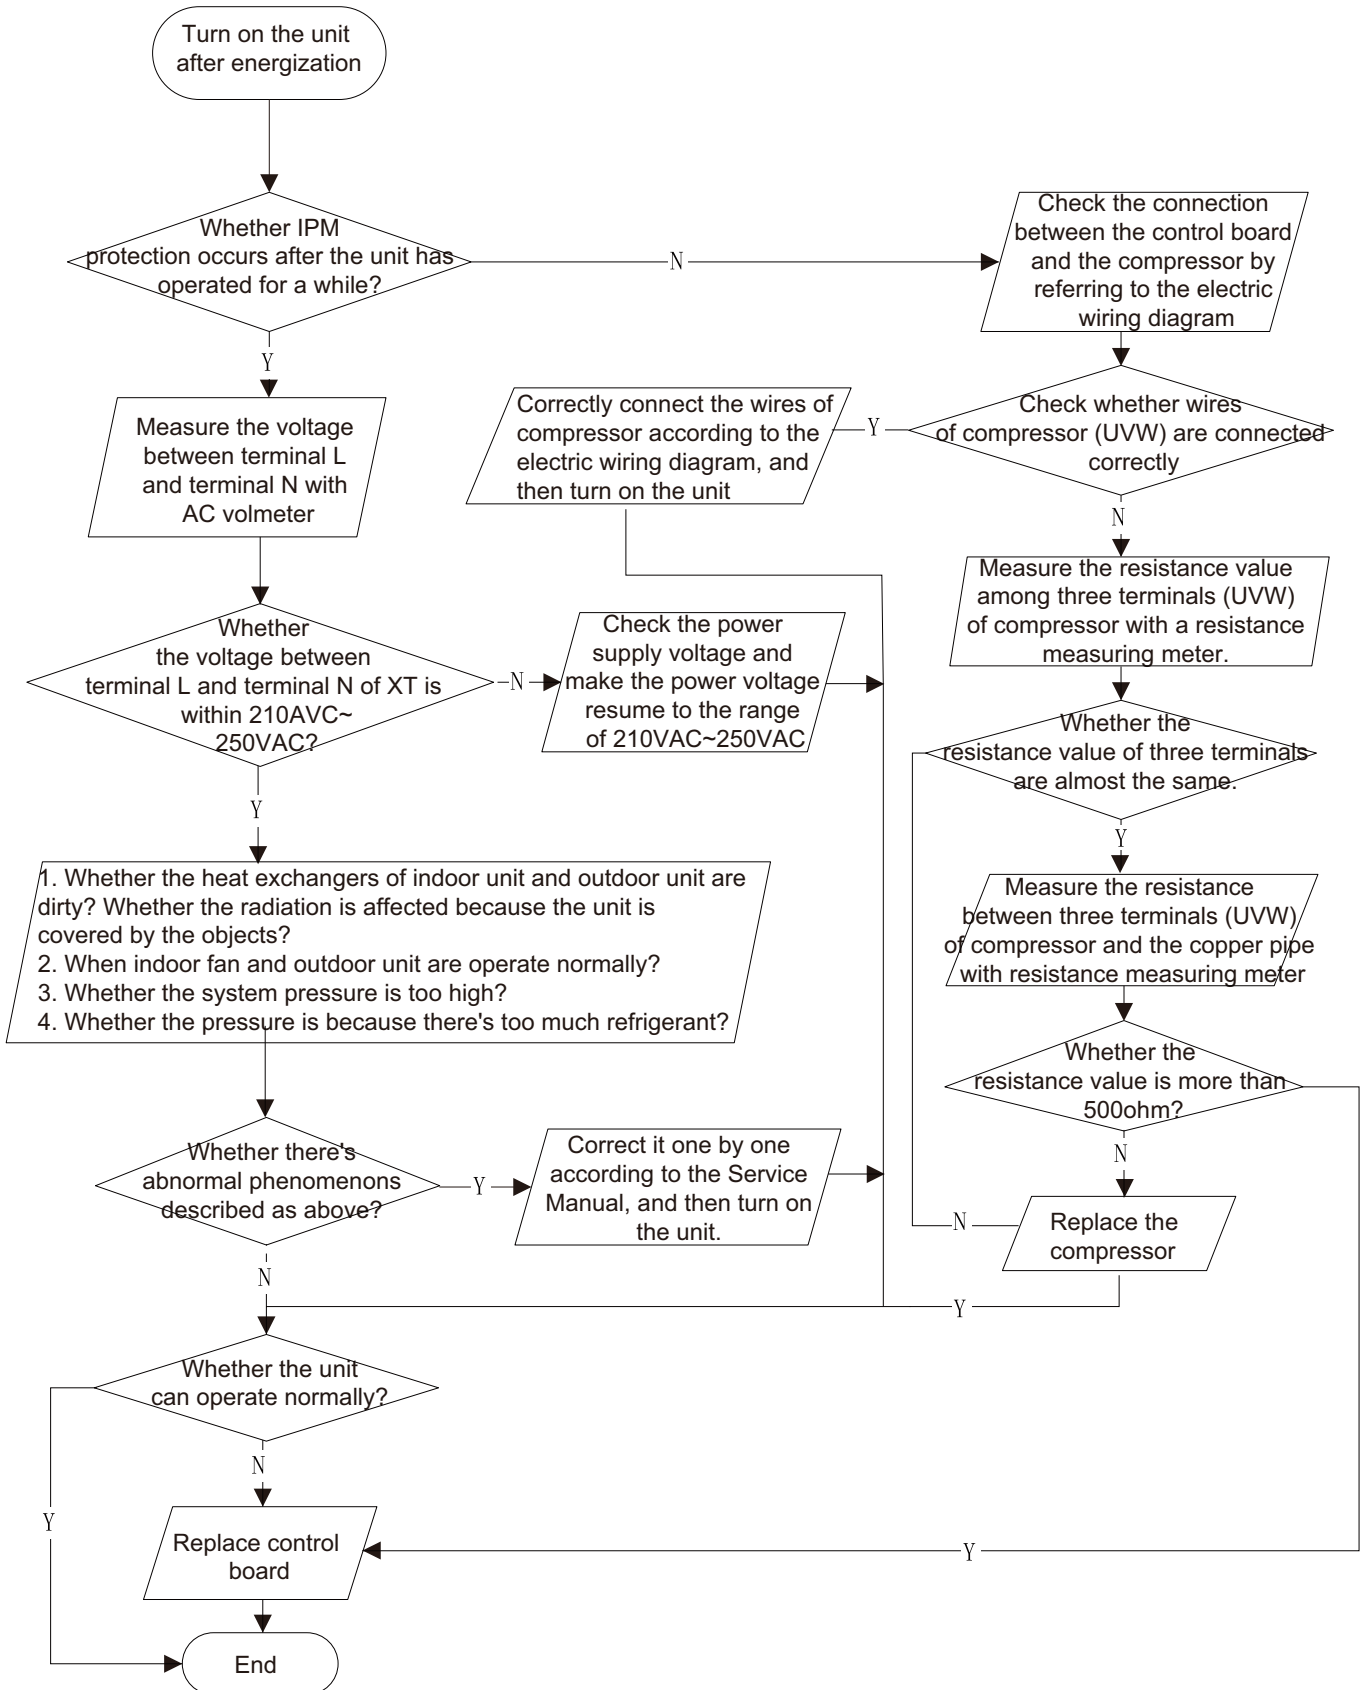 Turn on the unit
after energization
Whether IPM
protection occurs after the unit has
operated for a while?
N
Check the connection
between the control board
and the compressor by
referring to the electric
wiring diagram
Y
Measure the voltage
between terminal L
and terminal N with
AC volmeter
Correctly connect the wires of
compressor according to the
electric wiring diagram, and
then turn on the unit
Y
Check whether wires
of compressor (UVW) are connected
correctly
N
Measure the resistance value
among three terminals (UVW)
of compressor with a resistance
measuring meter.
Whether
the voltage between
terminal L and terminal N of XT is
within 210AVC~
250VAC?
N
Check the power
supply voltage and
make the power voltage
resume to the range
of 210VAC~250VAC
Whether the
resistance value of three terminals
are almost the same.
Y
Y
1. Whether the heat exchangers of indoor unit and outdoor unit are
dirty? Whether the radiation is affected because the unit is
covered by the objects?
2. When indoor fan and outdoor unit are operate normally?
3. Whether the system pressure is too high?
4. Whether the pressure is because there's too much refrigerant?
Measure the resistance
between three terminals (UVW)
of compressor and the copper pipe
with resistance measuring meter
Whether the
resistance value is more than
500ohm?
N
Whether there's
abnormal phenomenons
described as above?
Y
Correct it one by one
according to the Service
Manual, and then turn on
the unit.
N
Replace the
compressor
N
Y
Whether the unit
can operate normally?
N
Y
Replace control
board
Y
End